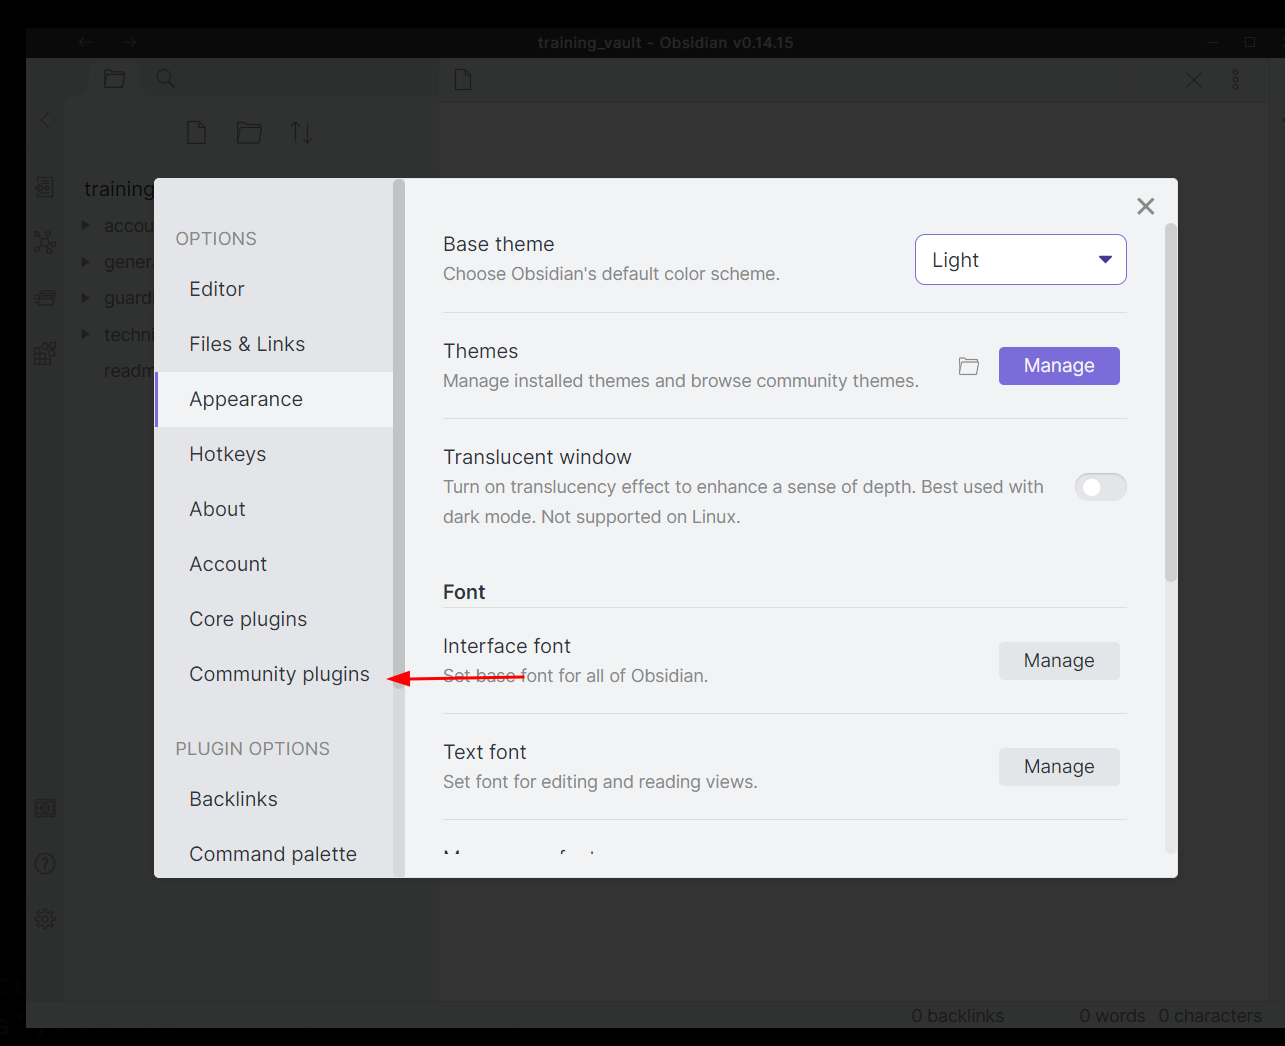 training_vault - Obsidian v0.14.15
training
accou
genera
guardi
techni
readm
OPTIONS
Editor
Files & Links
Appearance
Hotkeys
About
Account
Core plugins
Community plugins
PLUGIN OPTIONS
Backlinks
Command palette
Base theme
Choose Obsidian's default color scheme.
Light
Themes
Manage installed themes and browse community themes.
Manage
Translucent window
Turn on translucency effect to enhance a sense of depth. Best used with
dark mode. Not supported on Linux.
Font
Interface font
Set base font for all of Obsidian.
Manage
Text font
Set font for editing and reading views.
Manage
0 backlinks
0 words
0 characters